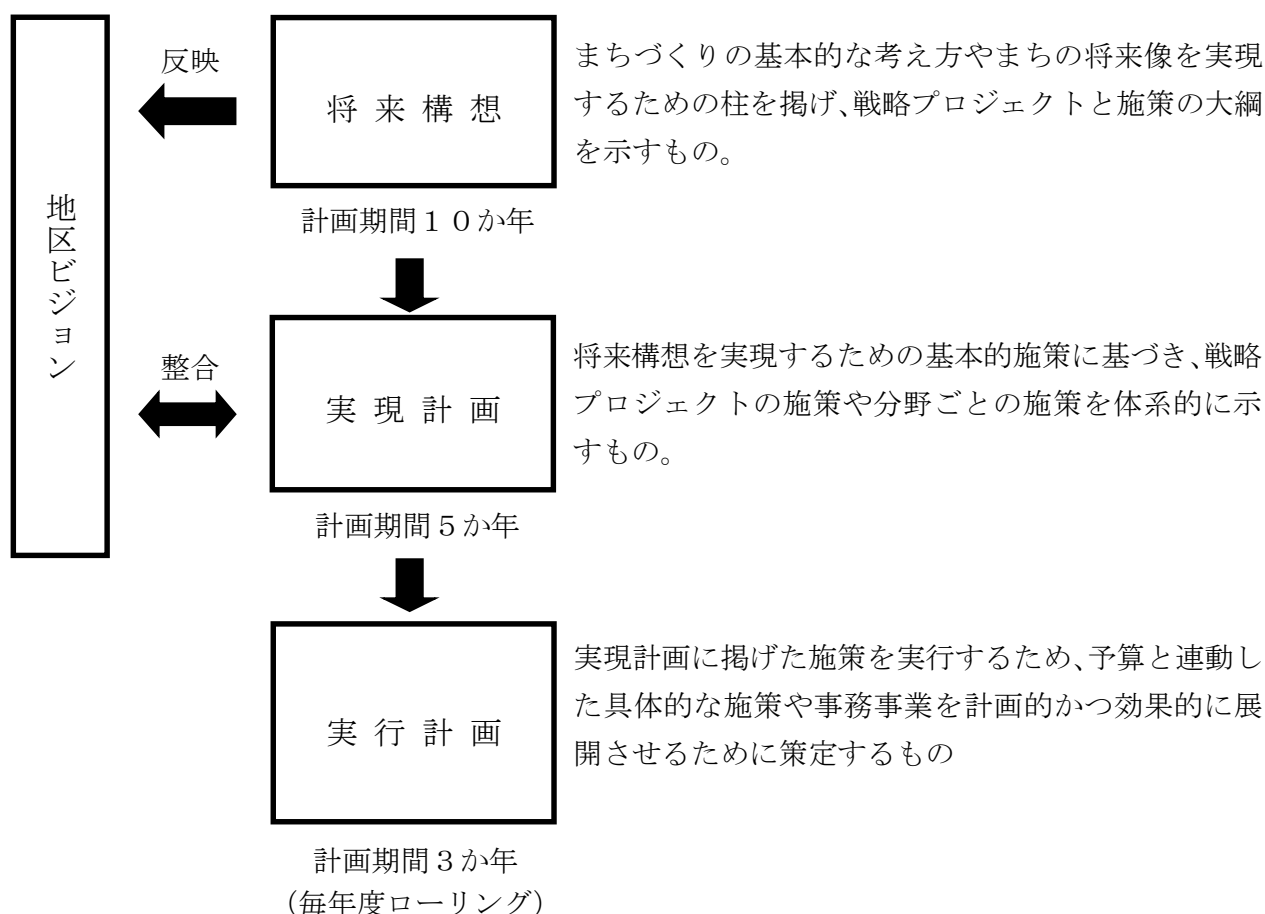 地区ビジョン
反映
将来構想
まちづくりの基本的な考え方やまちの将来像を実現
するための柱を掲げ、戦略プロジェクトと施策の大綱
を示すもの。
計画期間１０か年
整合
実現計画
将来構想を実現するための基本的施策に基づき、戦略
プロジェクトの施策や分野ごとの施策を体系的に示
すもの。
計画期間５か年
実行計画
実現計画に掲げた施策を実行するため、予算と連動し
た具体的な施策や事務事業を計画的かつ効果的に展
開させるために策定するもの
計画期間３か年
（毎年度ローリング）